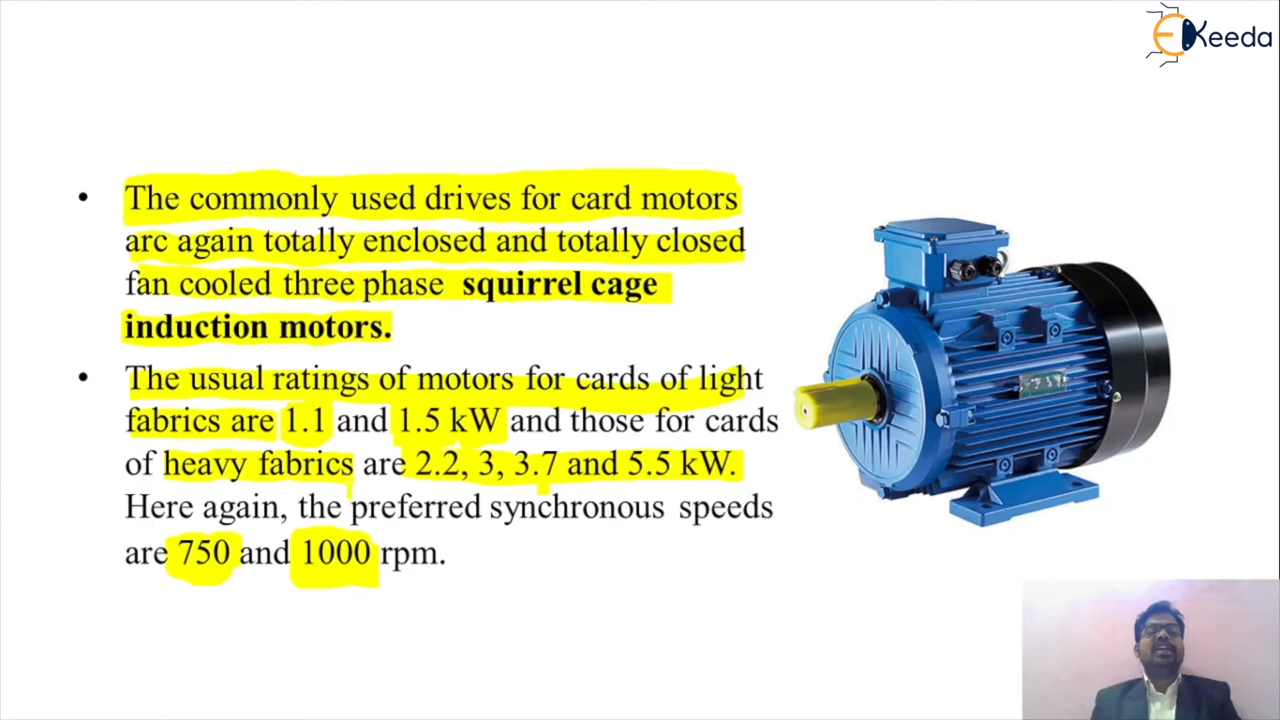 EKeeda
• The commonly used drives for card motors
arc again totally enclosed and totally closed
fan cooled three phase squirrel cage
induction motors.
• The usual ratings of motors for cards of light
fabrics are 1.1 and 1.5 kW and those for cards
of heavy fabrics are 2.2, 3, 3.7 and 5.5 kW.
Here again, the preferred synchronous speeds
are 750 and 1000 rpm.